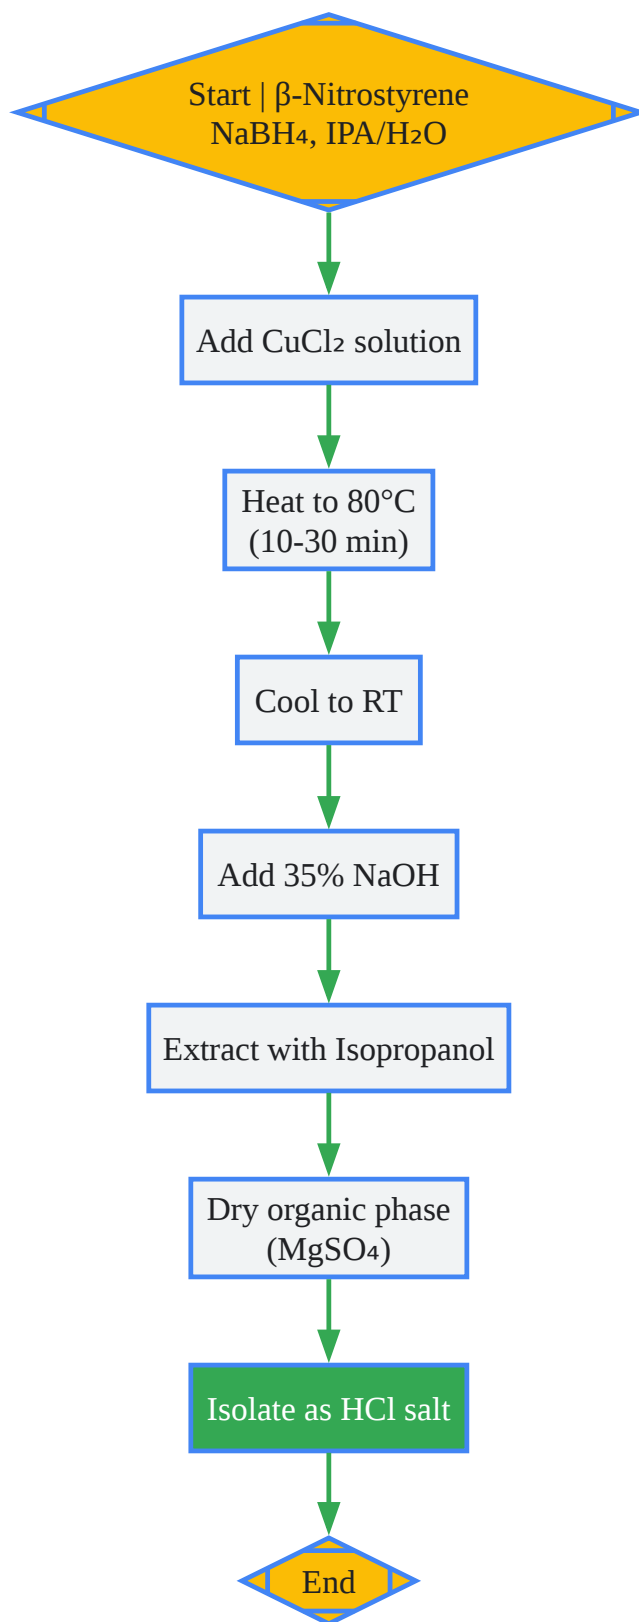 Start | β-Nitrostyrene
NaBH₄, IPA/H₂O
Add CuCl₂ solution
Heat to 80°C
(10-30 min)
Cool to RT
Add 35% NaOH
Extract with Isopropanol
Dry organic phase
(MgSO₄)
Isolate as HCl salt
End